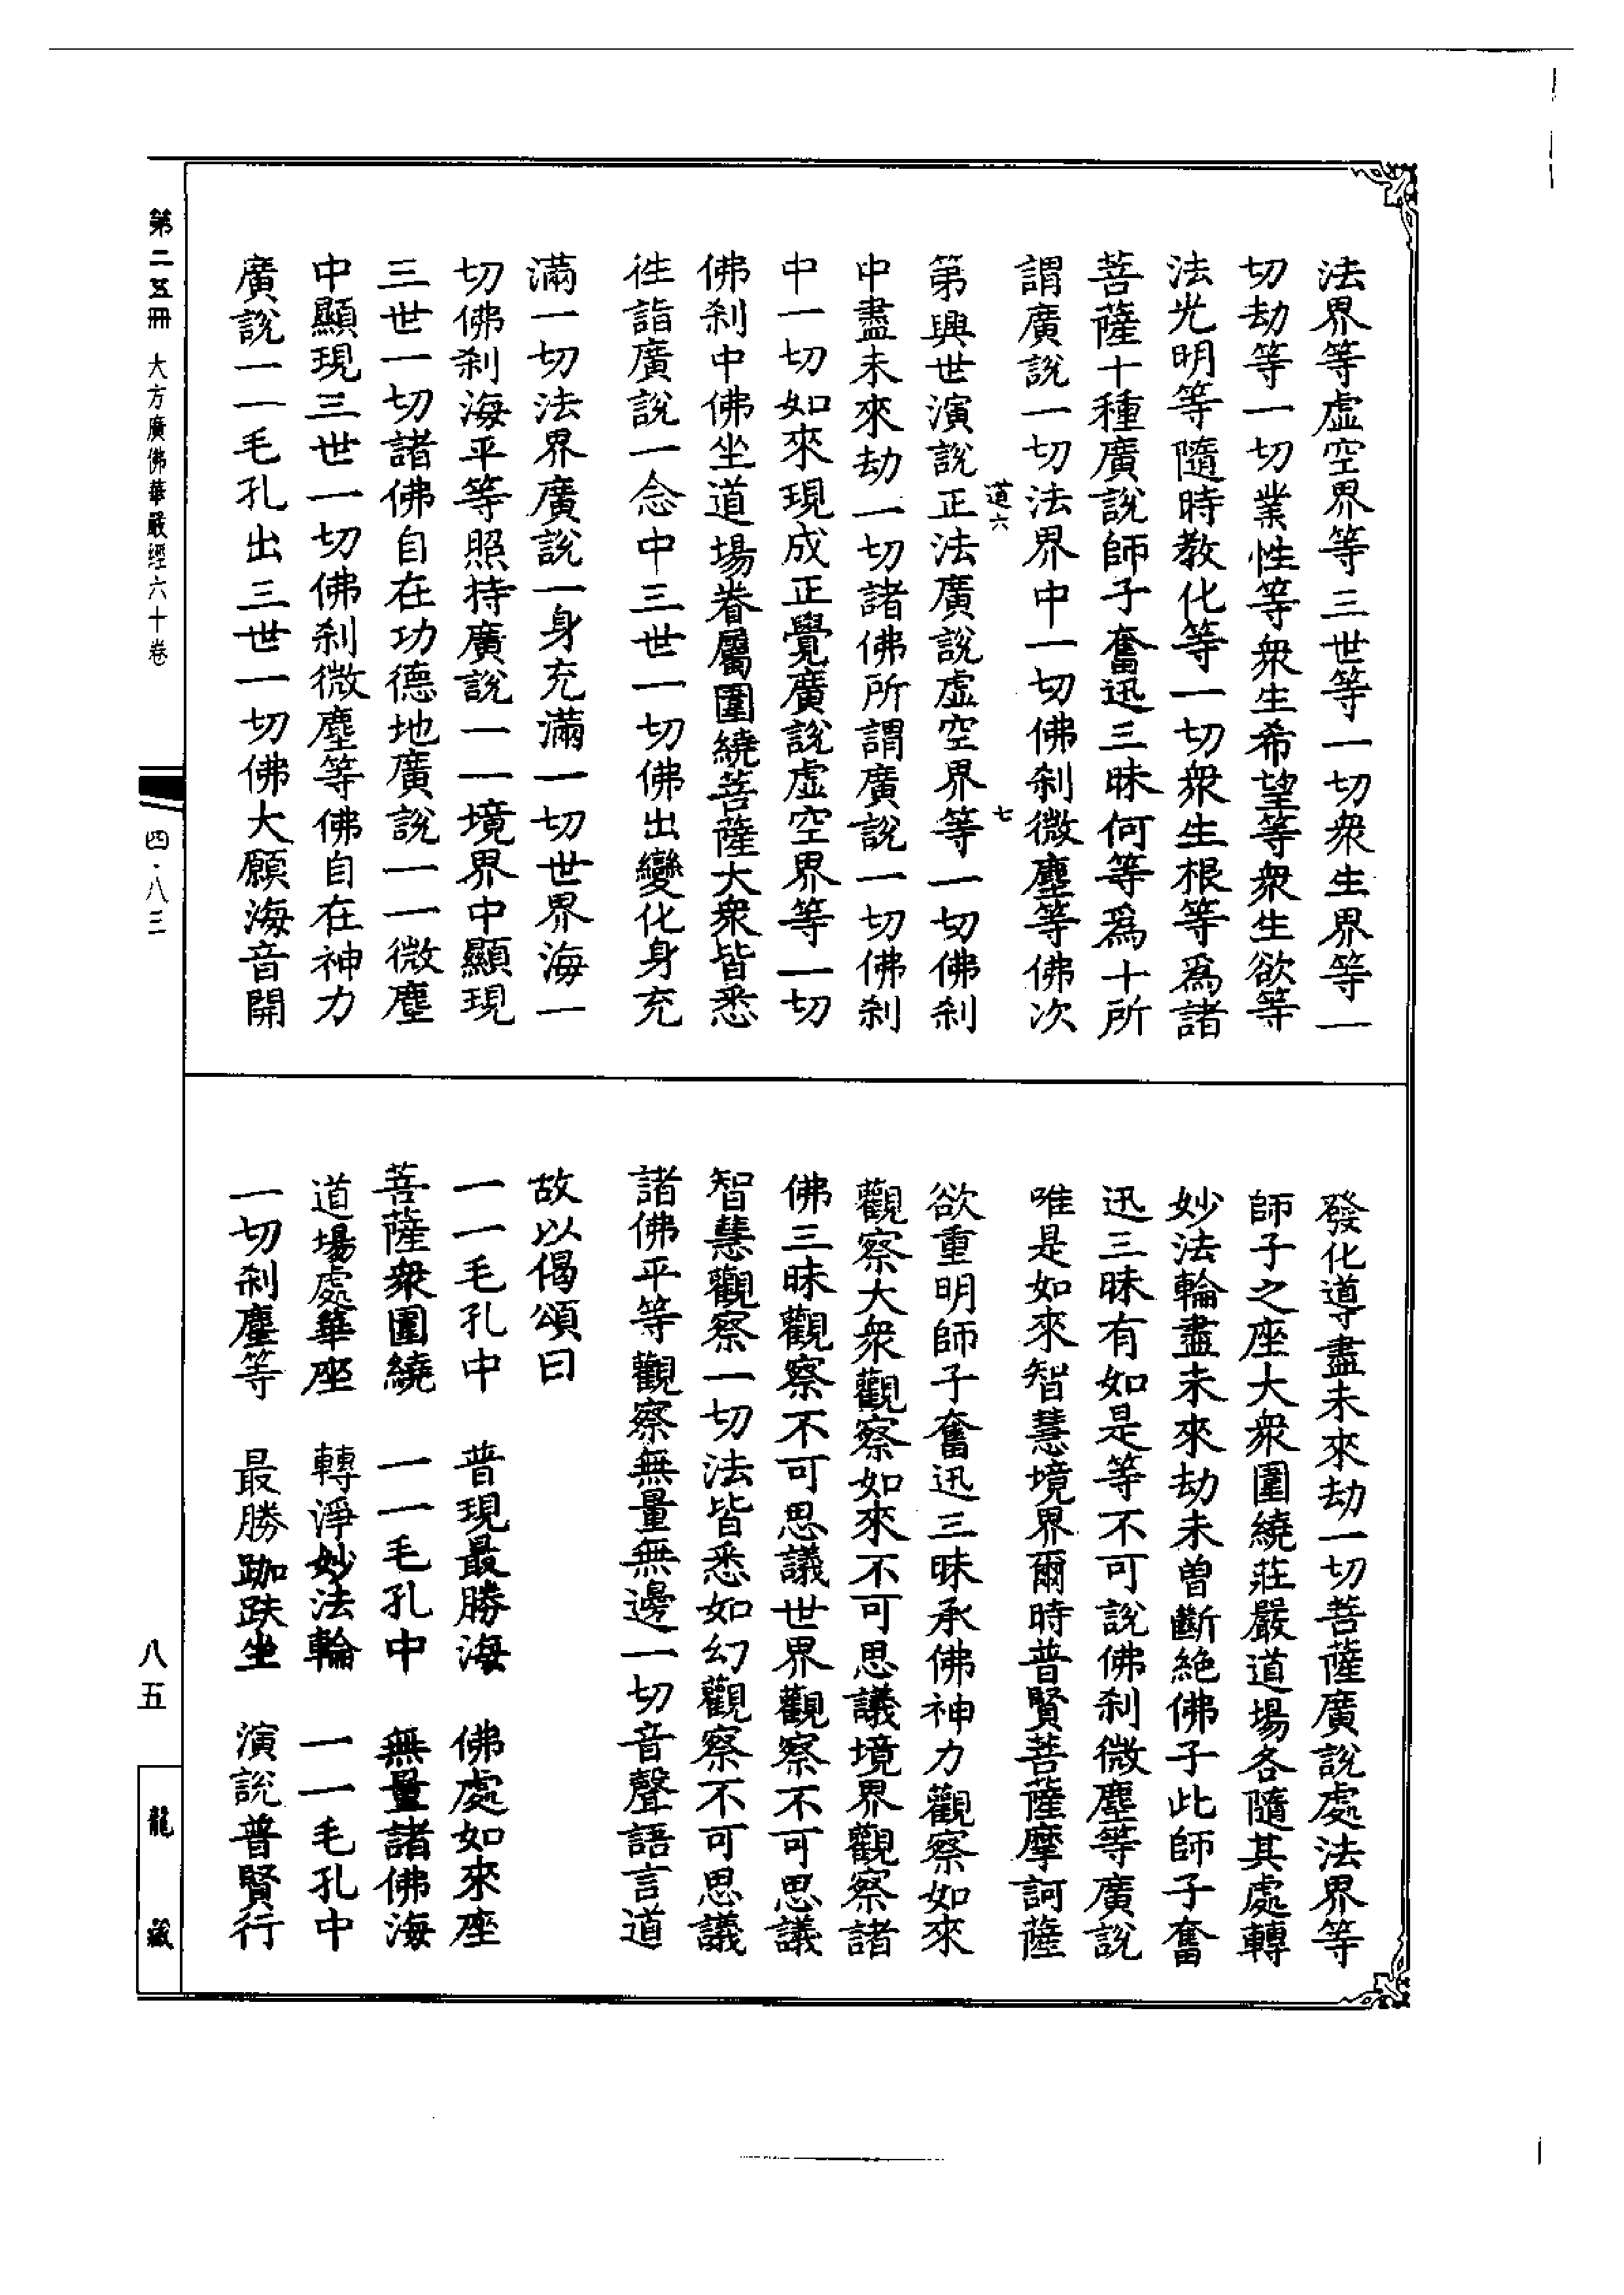 法界等虛空界等三世等一切衆生界等一
切劫等一切業性等衆生希望等衆生欲等
法光明等隨時教化等一切衆生根等爲諸
菩薩十種廣說師子奮迅三昧何等爲十所
謂廣說一切法界中一切佛剎微塵等佛次
道六
七
第興世演說正法廣說虛空界等一切佛剎
中盡未來劫一切諸佛所謂廣說一切佛剎
中一切如來現成正覺廣說虛空界等一切
佛剎中佛坐道場眷屬圍繞菩薩大衆皆悉
徃詣廣說一念中三世一切佛出變化身充
滿一切法界廣說一身充滿一切世界海一
切佛剎海平等照持廣說一一境界中顯現
三世一切諸佛自在功德地廣說一一微塵
中顯現三世一切佛剎微塵等佛自在神力
廣說一一毛孔出三世一切佛大願海音開
發化導盡未來劫一切菩薩廣說處法界等
師子之座大衆圍繞莊嚴道場各隨其處轉
妙法輪盡未來劫未曾斷絶佛子此師子奮
迅三昧有如是等不可說佛剎微塵等廣說
唯是如來智慧境界爾時普賢菩薩摩訶薩
欲重明師子奮迅三昧承佛神力觀察如來
觀察大衆觀察如來不可思議境界觀察諸
佛三昧觀察不可思議世界觀察不可思議
智慧觀察一切法皆悉如幻觀察不可思議
諸佛平等觀察無量無邊一切音聲語言道
故以偈頌曰
一一毛孔中　普現最勝海　佛處如來座
菩薩衆圍繞　一一毛孔中　無量諸佛海
道場處華座　轉淨妙法輪　一一毛孔中
一切剎塵等　最勝跏趺坐　演說普賢行
第二五冊　大方廣佛華嚴經六十卷
四·八三
八五
龍藏